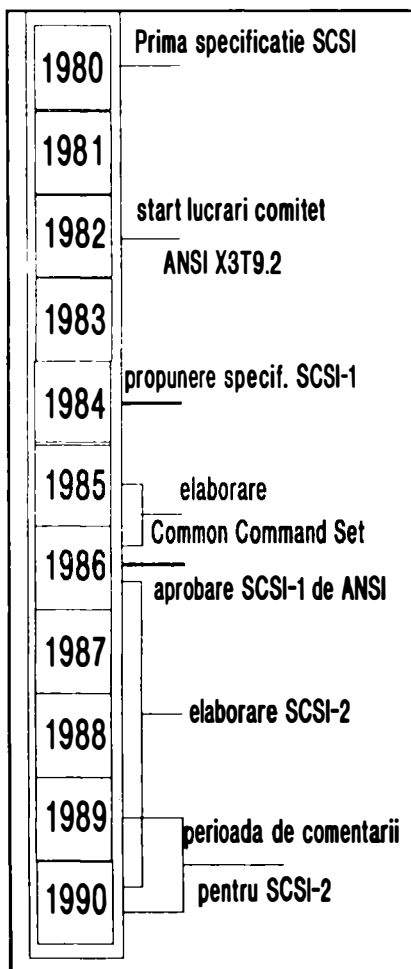 1980
Prima specificatie SCSI
1981
1982
start lucrari comitet
ANSI X3T9.2
1983
1984
propunere specif. SCSI-1
1985
elaborare
Common Command Set
1986
aprobare SCSI-1 de ANSI
1987
1988
elaborare SCSI-2
1989
perioada de comentarii
1990
pentru SCSI-2